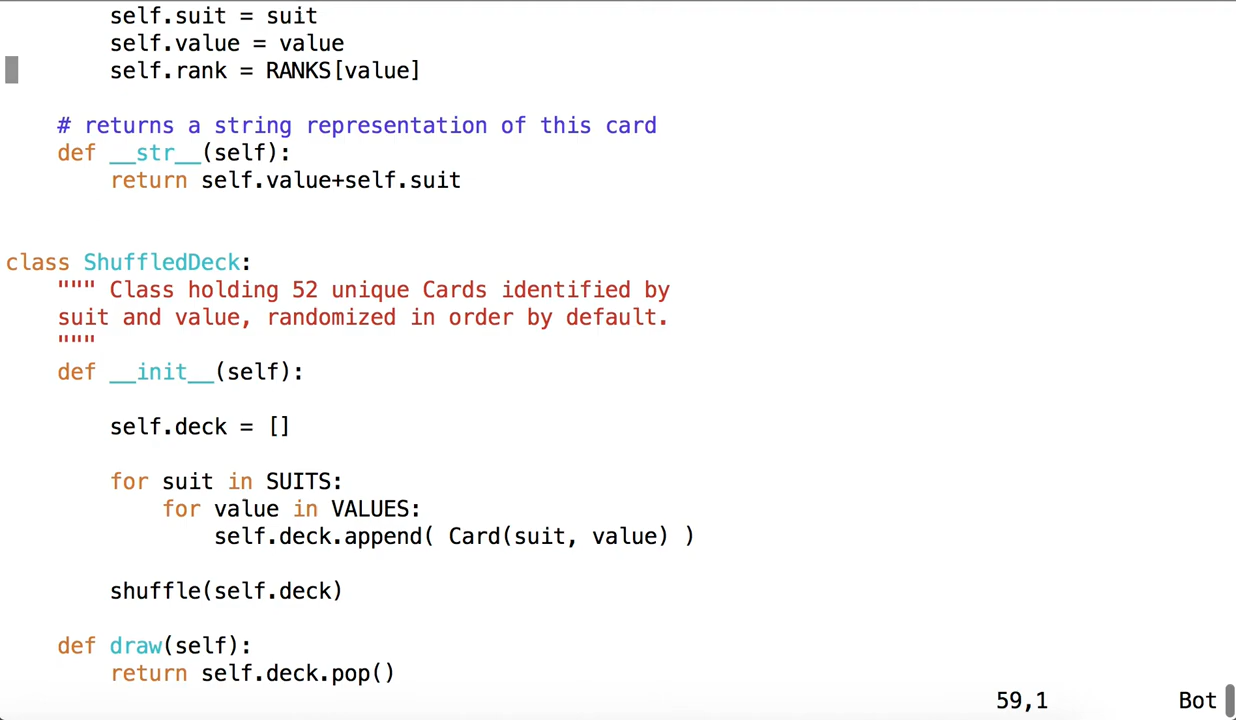 self.suit = suit
        self.value = value
        self.rank = RANKS[value]

    # returns a string representation of this card
    def __str__(self):
        return self.value+self.suit


class ShuffledDeck:
    """ Class holding 52 unique Cards identified by
    suit and value, randomized in order by default.
    """
    def __init__(self):

        self.deck = []

        for suit in SUITS:
            for value in VALUES:
                self.deck.append( Card(suit, value) )

        shuffle(self.deck)

    def draw(self):
        return self.deck.pop()
59,1 Bot